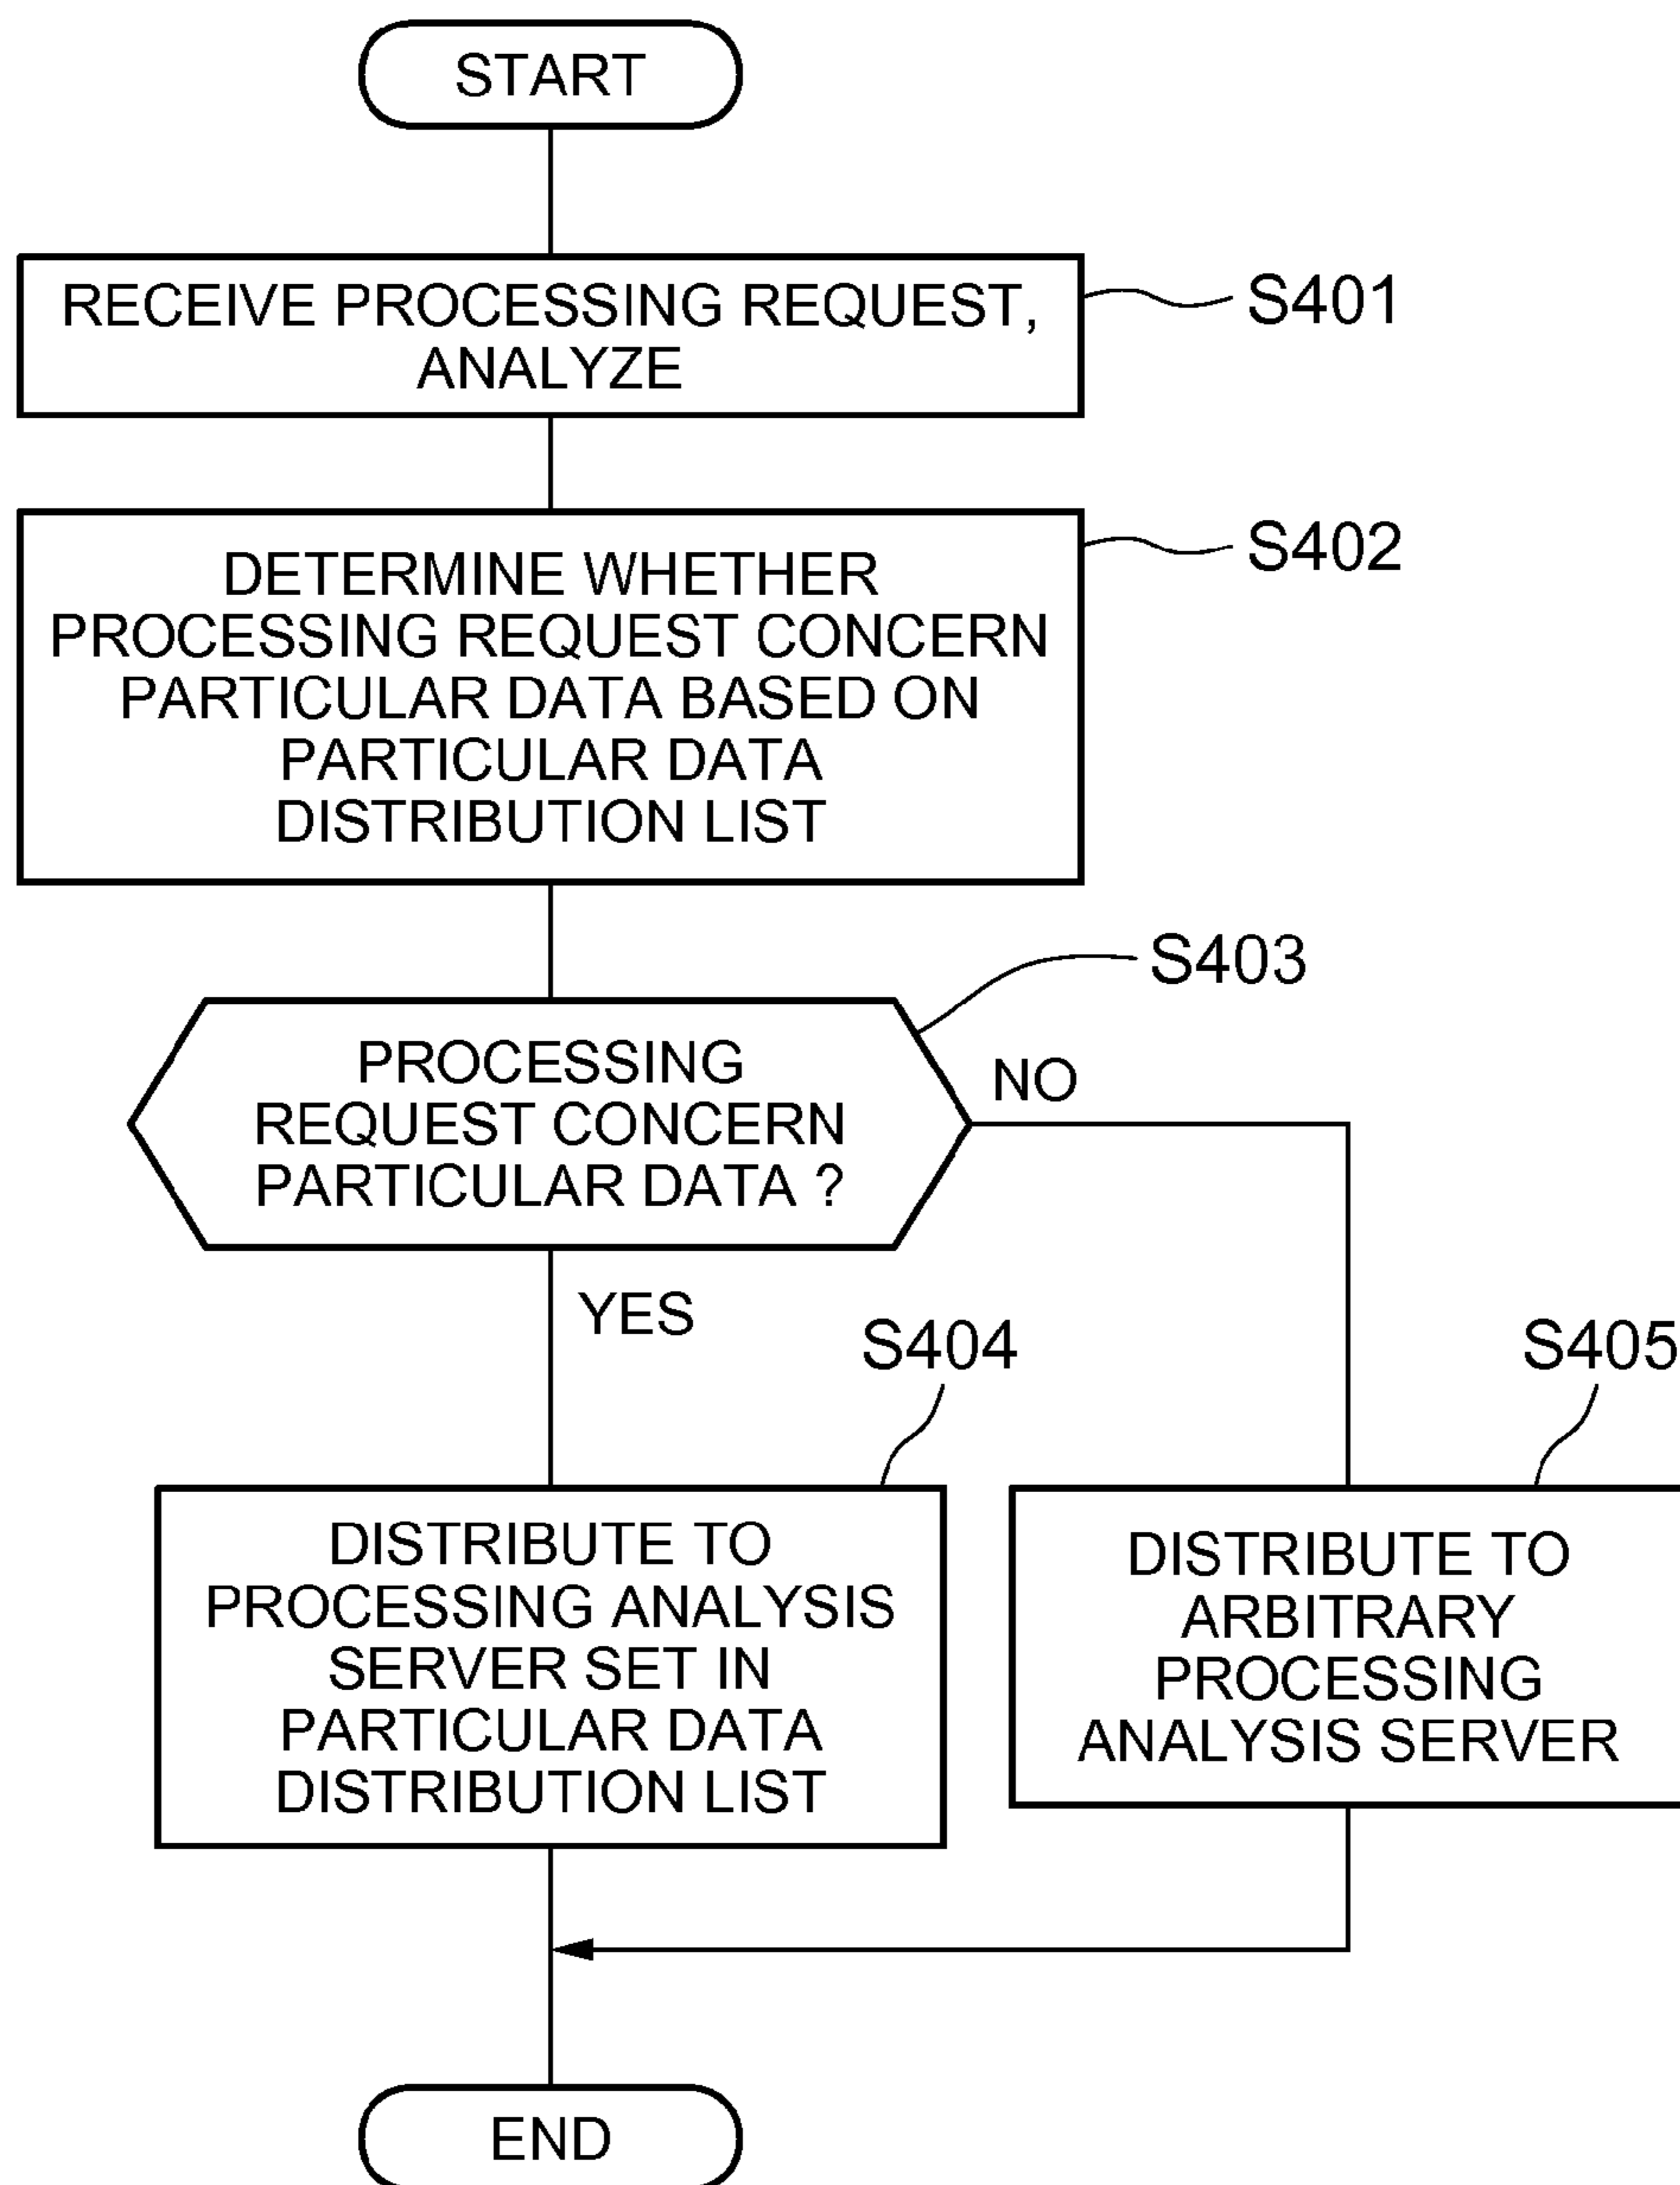 START
RECEIVE PROCESSING REQUEST,
ANALYZE
S401
DETERMINE WHETHER
PROCESSING REQUEST CONCERN
PARTICULAR DATA BASED ON
PARTICULAR DATA
DISTRIBUTION LIST
S402
S403
PROCESSING
REQUEST CONCERN
PARTICULAR DATA ?
NO
YES
S404
DISTRIBUTE TO
PROCESSING ANALYSIS
SERVER SET IN
PARTICULAR DATA
DISTRIBUTION LIST
S405
DISTRIBUTE TO
ARBITRARY
PROCESSING
ANALYSIS SERVER
END